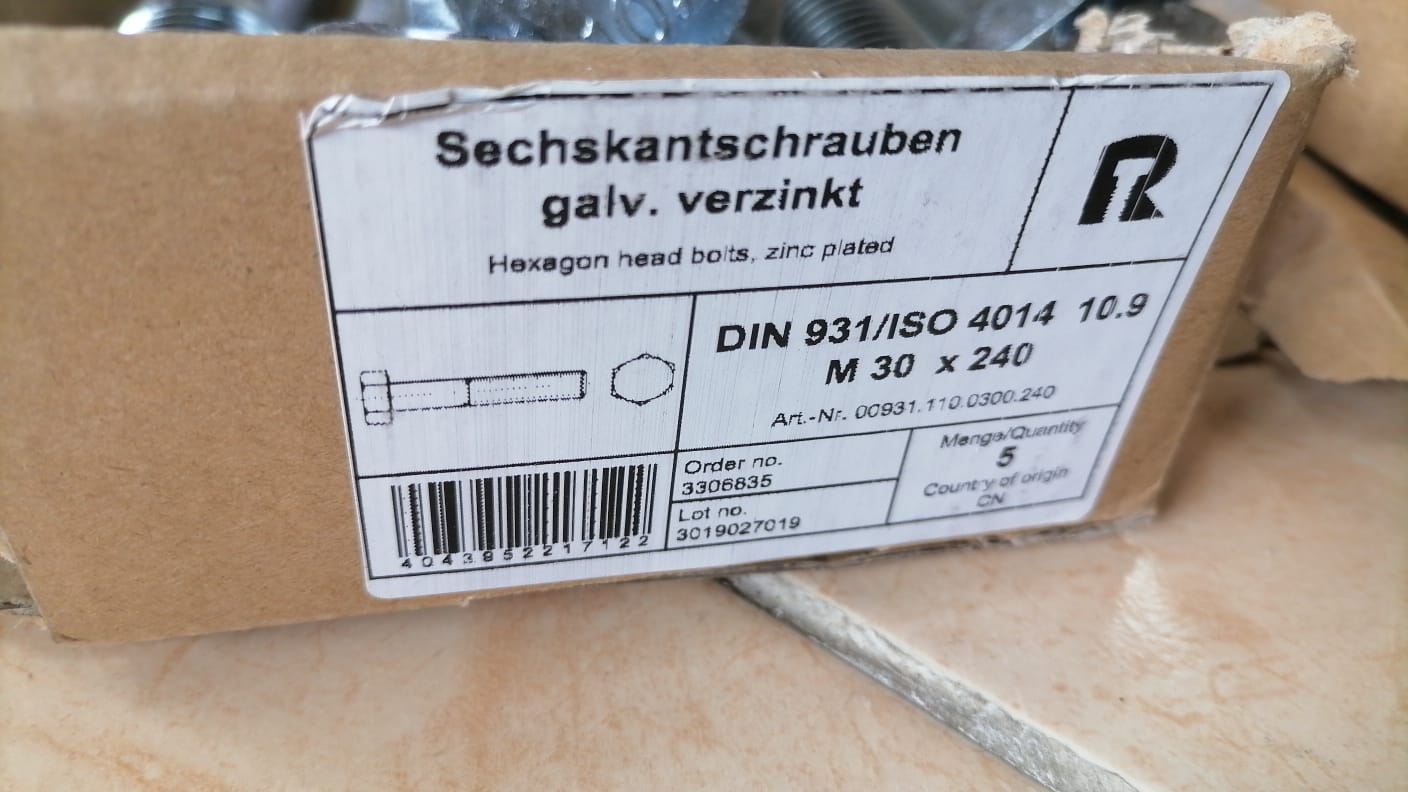 Sechskantschrauben
galv. verzinkt
Hexagon head bolts, zinc plated
R
DIN 931/ISO 4014 10.9
M 30 x 240
Art.-Nr. 00931.110.0300.240
Order no.
3306835
Lot no.
3019027019
Menge/Quantity
5
Country of origin
CN
4043952217122